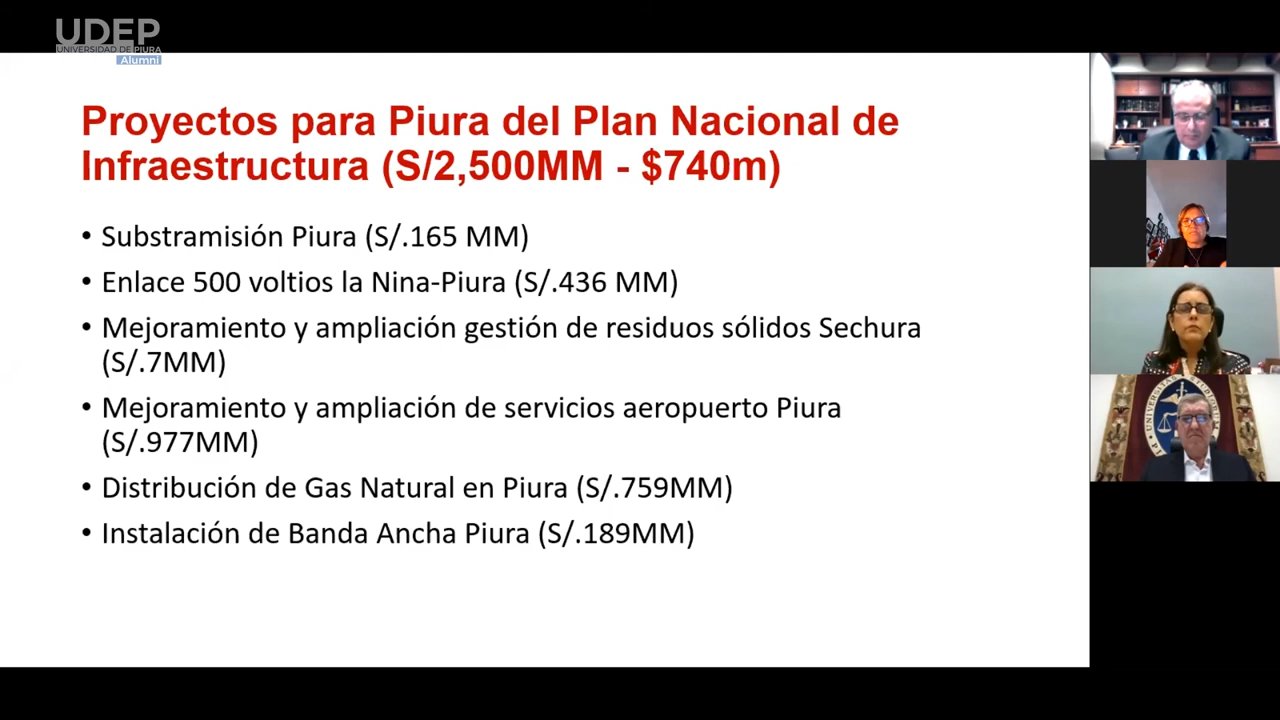 UDEP
UNIVERSIDAD DE PIURA
Alumni
Proyectos para Piura del Plan Nacional de
Infraestructura (S/2,500MM - $740m)
• Substramisión Piura (S/.165 MM)
• Enlace 500 voltios la Nina-Piura (S/.436 MM)
• Mejoramiento y ampliación gestión de residuos sólidos Sechura
(S/.7MM)
• Mejoramiento y ampliación de servicios aeropuerto Piura
(S/.977MM)
• Distribución de Gas Natural en Piura (S/.759MM)
• Instalación de Banda Ancha Piura (S/.189MM)